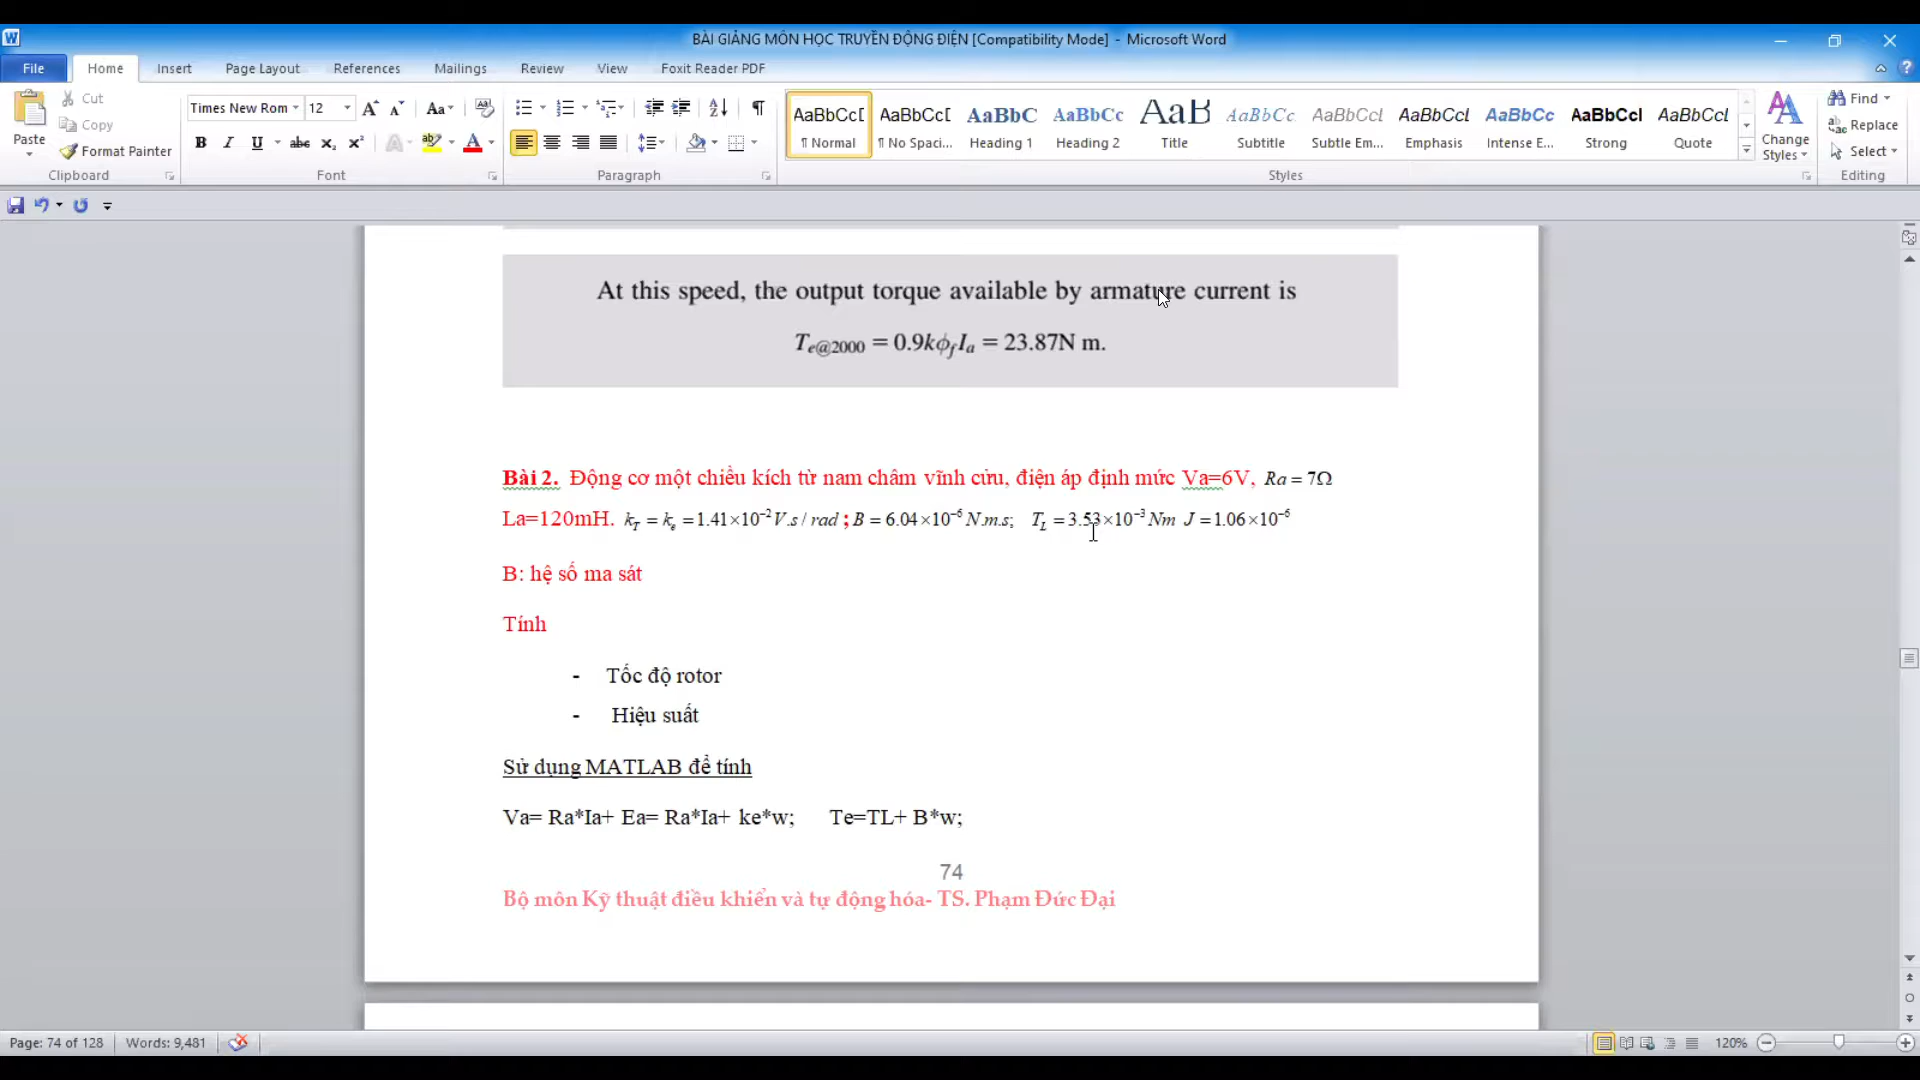 BÀI GIẢNG MÔN HỌC TRUYỀN ĐỘNG ĐIỆN [Compatibility Mode] - Microsoft Word
File Home Insert Page Layout References Mailings Review View Foxit Reader PDF
Paste Cut Copy Format Painter
Times New Rom 12
AaBbCcD AaBbCcD AaBbC AaBbCc AaB AaBbCc. AaBbCcL AaBbCcL AaBbCc AaBbCcI AaBbCcL
¶ Normal ¶ No Spaci... Heading 1 Heading 2 Title Subtitle Subtle Em... Emphasis Intense E... Strong Quote
Change Styles
Find Replace Select
Clipboard Font Paragraph Styles Editing
At this speed, the output torque available by armature current is
T_{e@2000} = 0.9kϕ_f I_a = 23.87N m.
Bài 2. Động cơ một chiều kích từ nam châm vĩnh cửu, điện áp định mức Va=6V, Ra = 7Ω
La=120mH. k_T = k_e = 1.41×10⁻² V.s / rad ; B = 6.04×10⁻⁶ N.m.s; T_L = 3.53×10⁻³ Nm J = 1.06×10⁻⁶
B: hệ số ma sát
Tính
- Tốc độ rotor
- Hiệu suất
Sử dụng MATLAB để tính
Va= Ra*Ia+ Ea= Ra*Ia+ ke*w; Te=TL+ B*w;
74
Bộ môn Kỹ thuật điều khiển và tự động hóa- TS. Phạm Đức Đại
Page: 74 of 128 Words: 9,481 120%